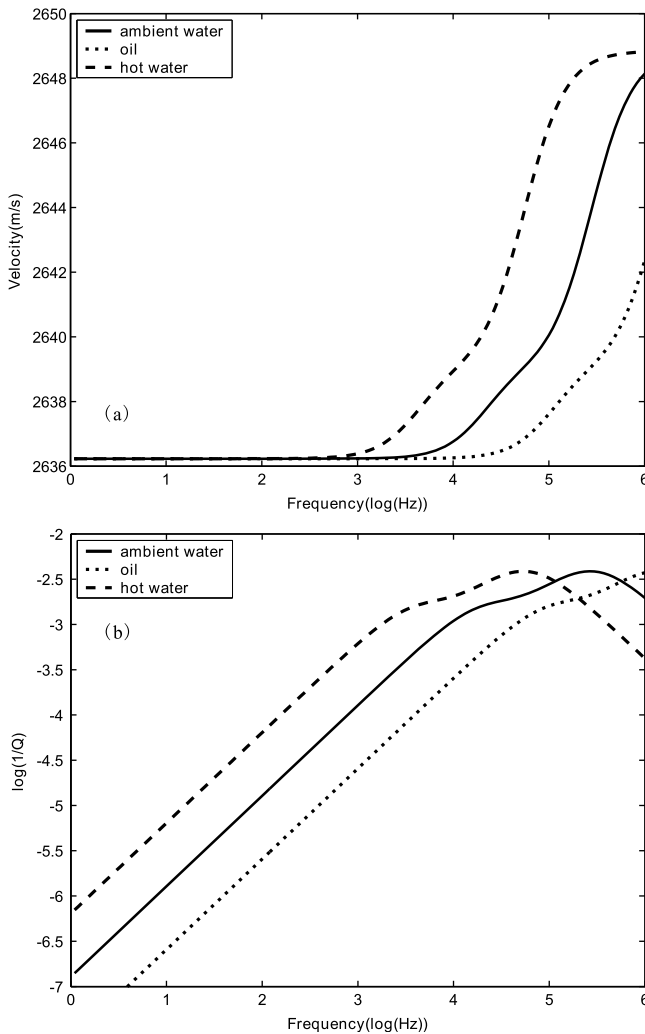 2650
2648
2646
2644
2642
2640
2638
2636
Velocity(m/s)
ambient water
oil
hot water
(a)
0 1 2 3 4 5 6
Frequency(log(Hz))
-2
-2.5
-3
-3.5
-4
-4.5
-5
-5.5
-6
-6.5
-7
log(1/Q)
ambient water
oil
hot water
(b)
0 1 2 3 4 5 6
Frequency(log(Hz))